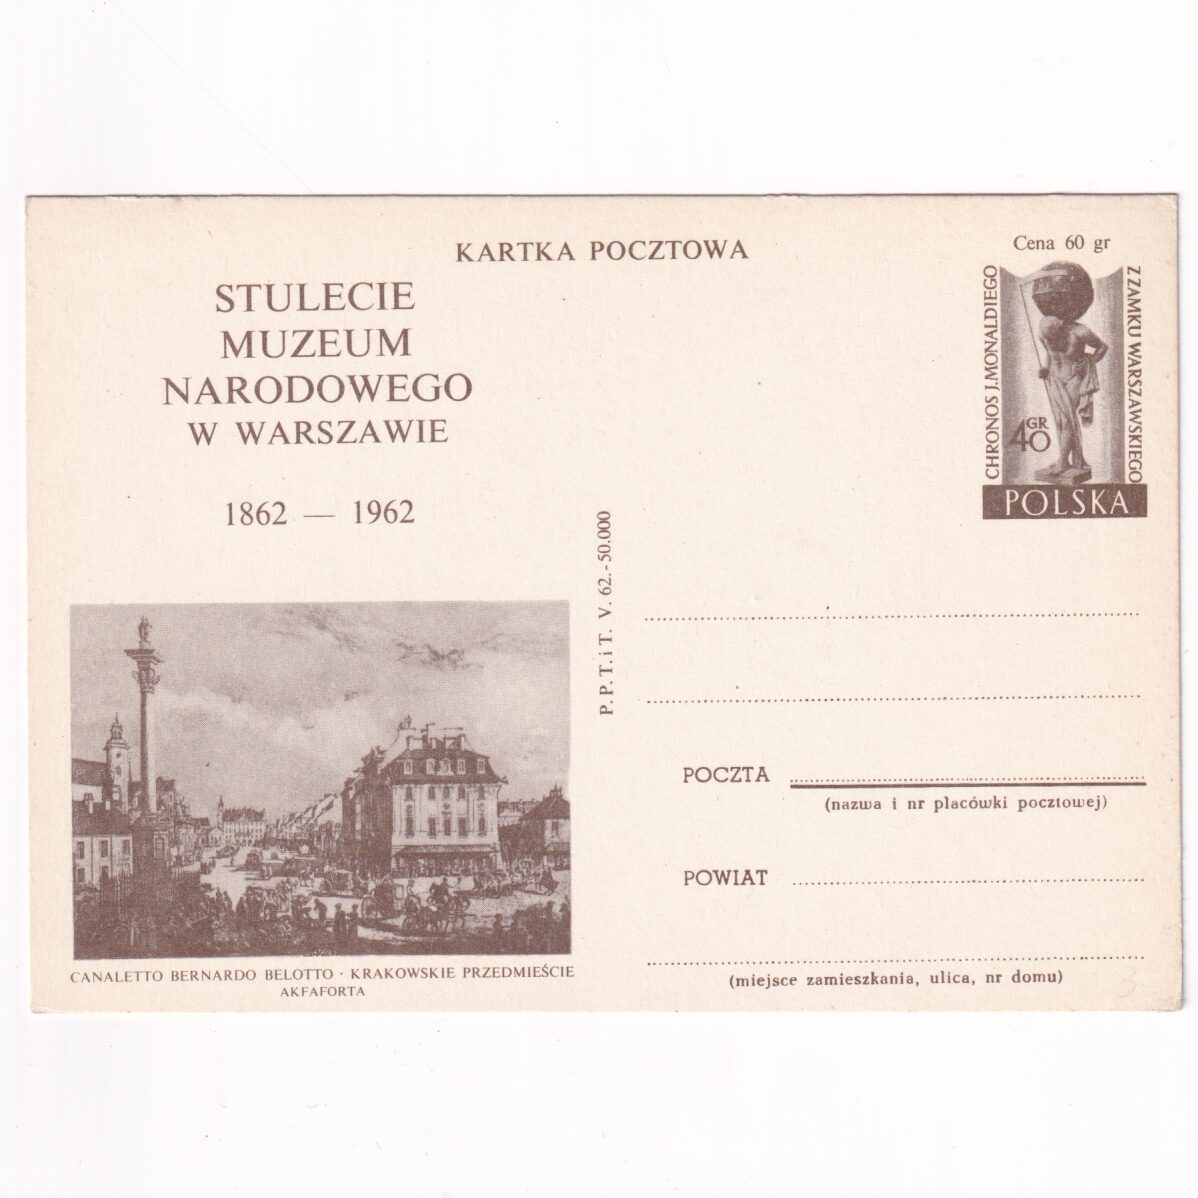 KARTKA POCZTOWA
STULECIE
MUZEUM
NARODOWEGO
W WARSZAWIE
1862 — 1962
Cena 60 gr
CHRONOS J.MONALDIEGO
Z ZAMKU WARSZAWSKIEGO
40 GR
POLSKA
P. P. T. i T. V. 62.-50.000
POCZTA
(nazwa i nr placówki pocztowej)
POWIAT
(miejsce zamieszkania, ulica, nr domu)
CANALETTO BERNARDO BELOTTO · KRAKOWSKIE PRZEDMIEŚCIE
AKFAFORTA
3